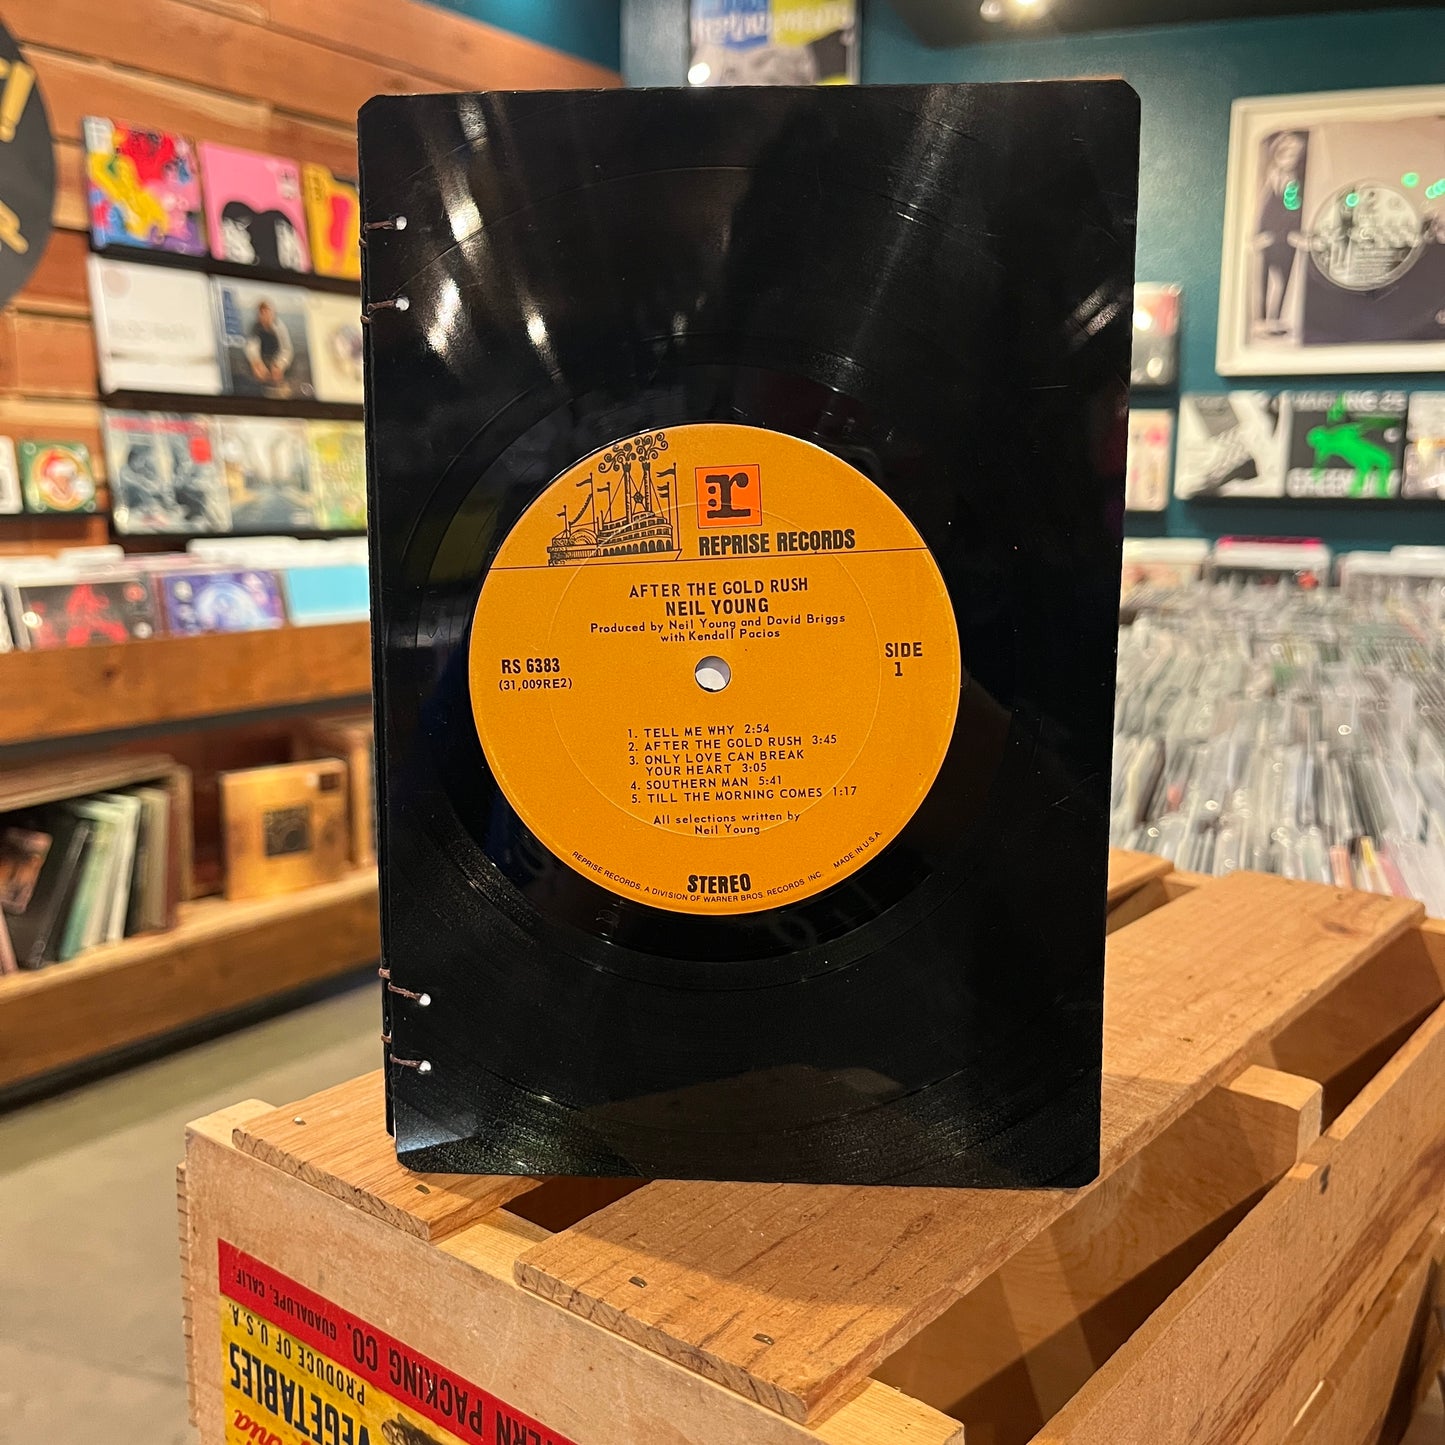 r
REPRISE RECORDS
AFTER THE GOLD RUSH
NEIL YOUNG
Produced by Neil Young and David Briggs
with Kendall Pacios
RS 6383
(31,009RE2)
SIDE
1
1. TELL ME WHY 2:54
2. AFTER THE GOLD RUSH 3:45
3. ONLY LOVE CAN BREAK
YOUR HEART 3:05
4. SOUTHERN MAN 5:41
5. TILL THE MORNING COMES 1:17
All selections written by
Neil Young
STEREO
REPRISE RECORDS, A DIVISION OF WARNER BROS. RECORDS INC. MADE IN U.S.A.
PACKING CO. GUADALUPE, CALIF.
PRODUCE OF U.S.A.
VEGETABLES